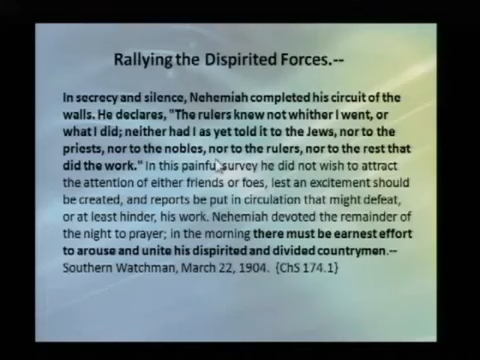 Rallying the Dispirited Forces.--
In secrecy and silence, Nehemiah completed his circuit of the
walls. He declares, "The rulers knew not whither I went, or
what I did; neither had I as yet told it to the Jews, nor to the
priests, nor to the nobles, nor to the rulers, nor to the rest that
did the work." In this painful survey he did not wish to attract
the attention of either friends or foes, lest an excitement should
be created, and reports be put in circulation that might defeat,
or at least hinder, his work. Nehemiah devoted the remainder of
the night to prayer; in the morning there must be earnest effort
to arouse and unite his dispirited and divided countrymen.--
Southern Watchman, March 22, 1904. {ChS 174.1}